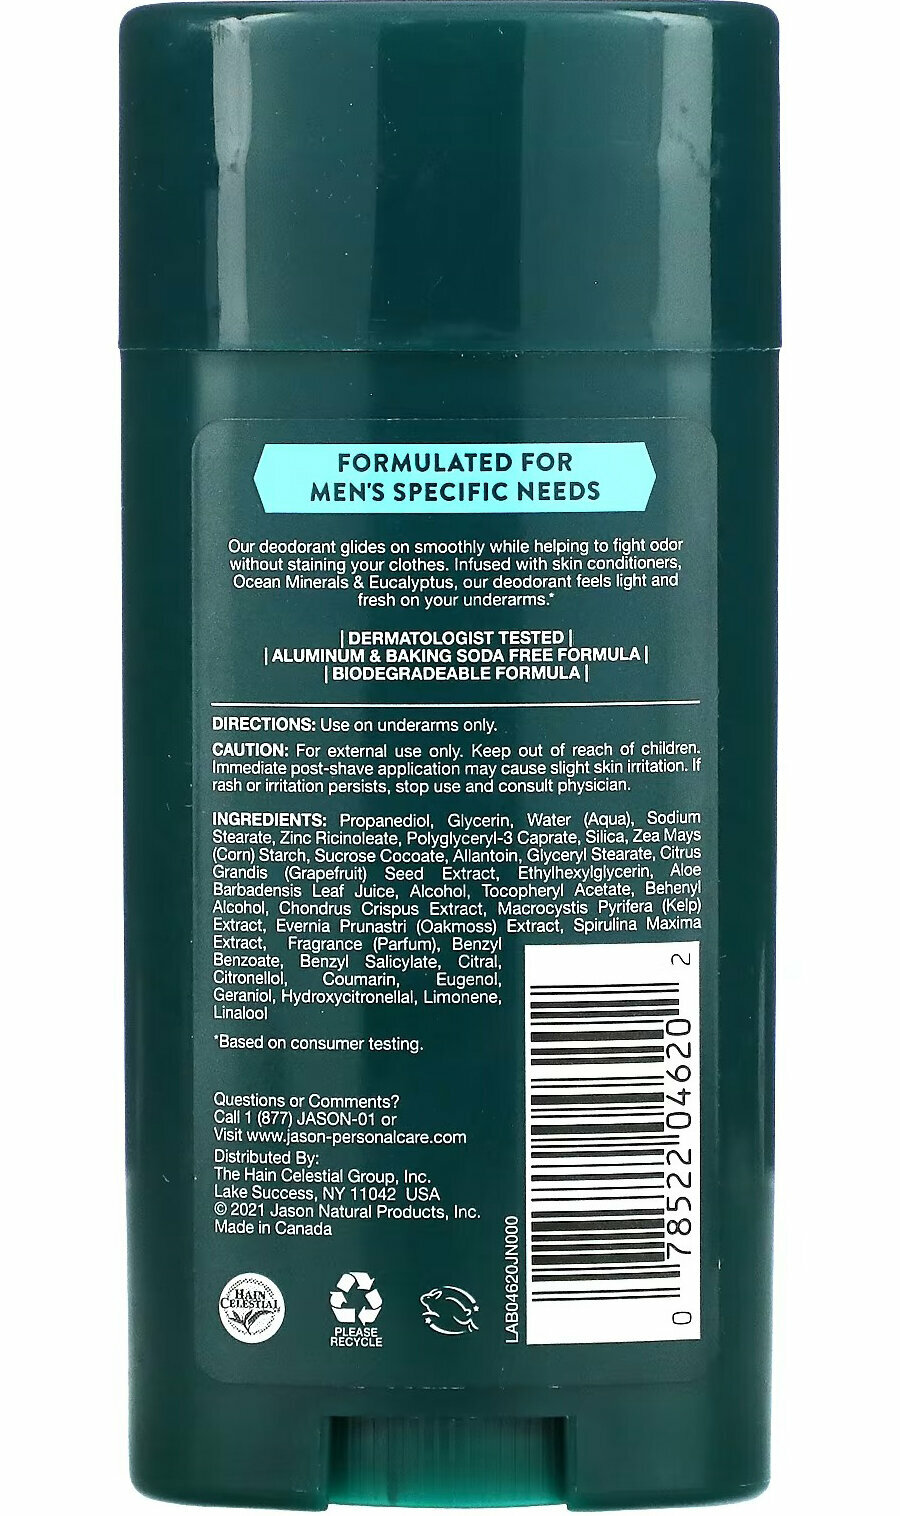 FORMULATED FOR
MEN'S SPECIFIC NEEDS
Our deodorant glides on smoothly while helping to fight odor
without staining your clothes. Infused with skin conditioners,
Ocean Minerals & Eucalyptus, our deodorant feels light and
fresh on your underarms.*
| DERMATOLOGIST TESTED |
| ALUMINUM & BAKING SODA FREE FORMULA |
| BIODEGRADEABLE FORMULA |
DIRECTIONS: Use on underarms only.
CAUTION: For external use only. Keep out of reach of children.
Immediate post-shave application may cause slight skin irritation. If
rash or irritation persists, stop use and consult physician.
INGREDIENTS: Propanediol, Glycerin, Water (Aqua), Sodium
Stearate, Zinc Ricinoleate, Polyglyceryl-3 Caprate, Silica, Zea Mays
(Corn) Starch, Sucrose Cocoate, Allantoin, Glyceryl Stearate, Citrus
Grandis (Grapefruit) Seed Extract, Ethylhexylglycerin, Aloe
Barbadensis Leaf Juice, Alcohol, Tocopheryl Acetate, Behenyl
Alcohol, Chondrus Crispus Extract, Macrocystis Pyrifera (Kelp)
Extract, Evernia Prunastri (Oakmoss) Extract, Spirulina Maxima
Extract, Fragrance (Parfum), Benzyl
Benzoate, Benzyl Salicylate, Citral,
Citronellol, Coumarin, Eugenol,
Geraniol, Hydroxycitronellal, Limonene,
Linalool
*Based on consumer testing.
Questions or Comments?
Call 1 (877) JASON-01 or
Visit www.jason-personalcare.com
Distributed By:
The Hain Celestial Group, Inc.
Lake Success, NY 11042 USA
© 2021 Jason Natural Products, Inc.
Made in Canada
HAIN
CELESTIAL
PLEASE
RECYCLE
LAB04620JN000
0 78522 04620 2